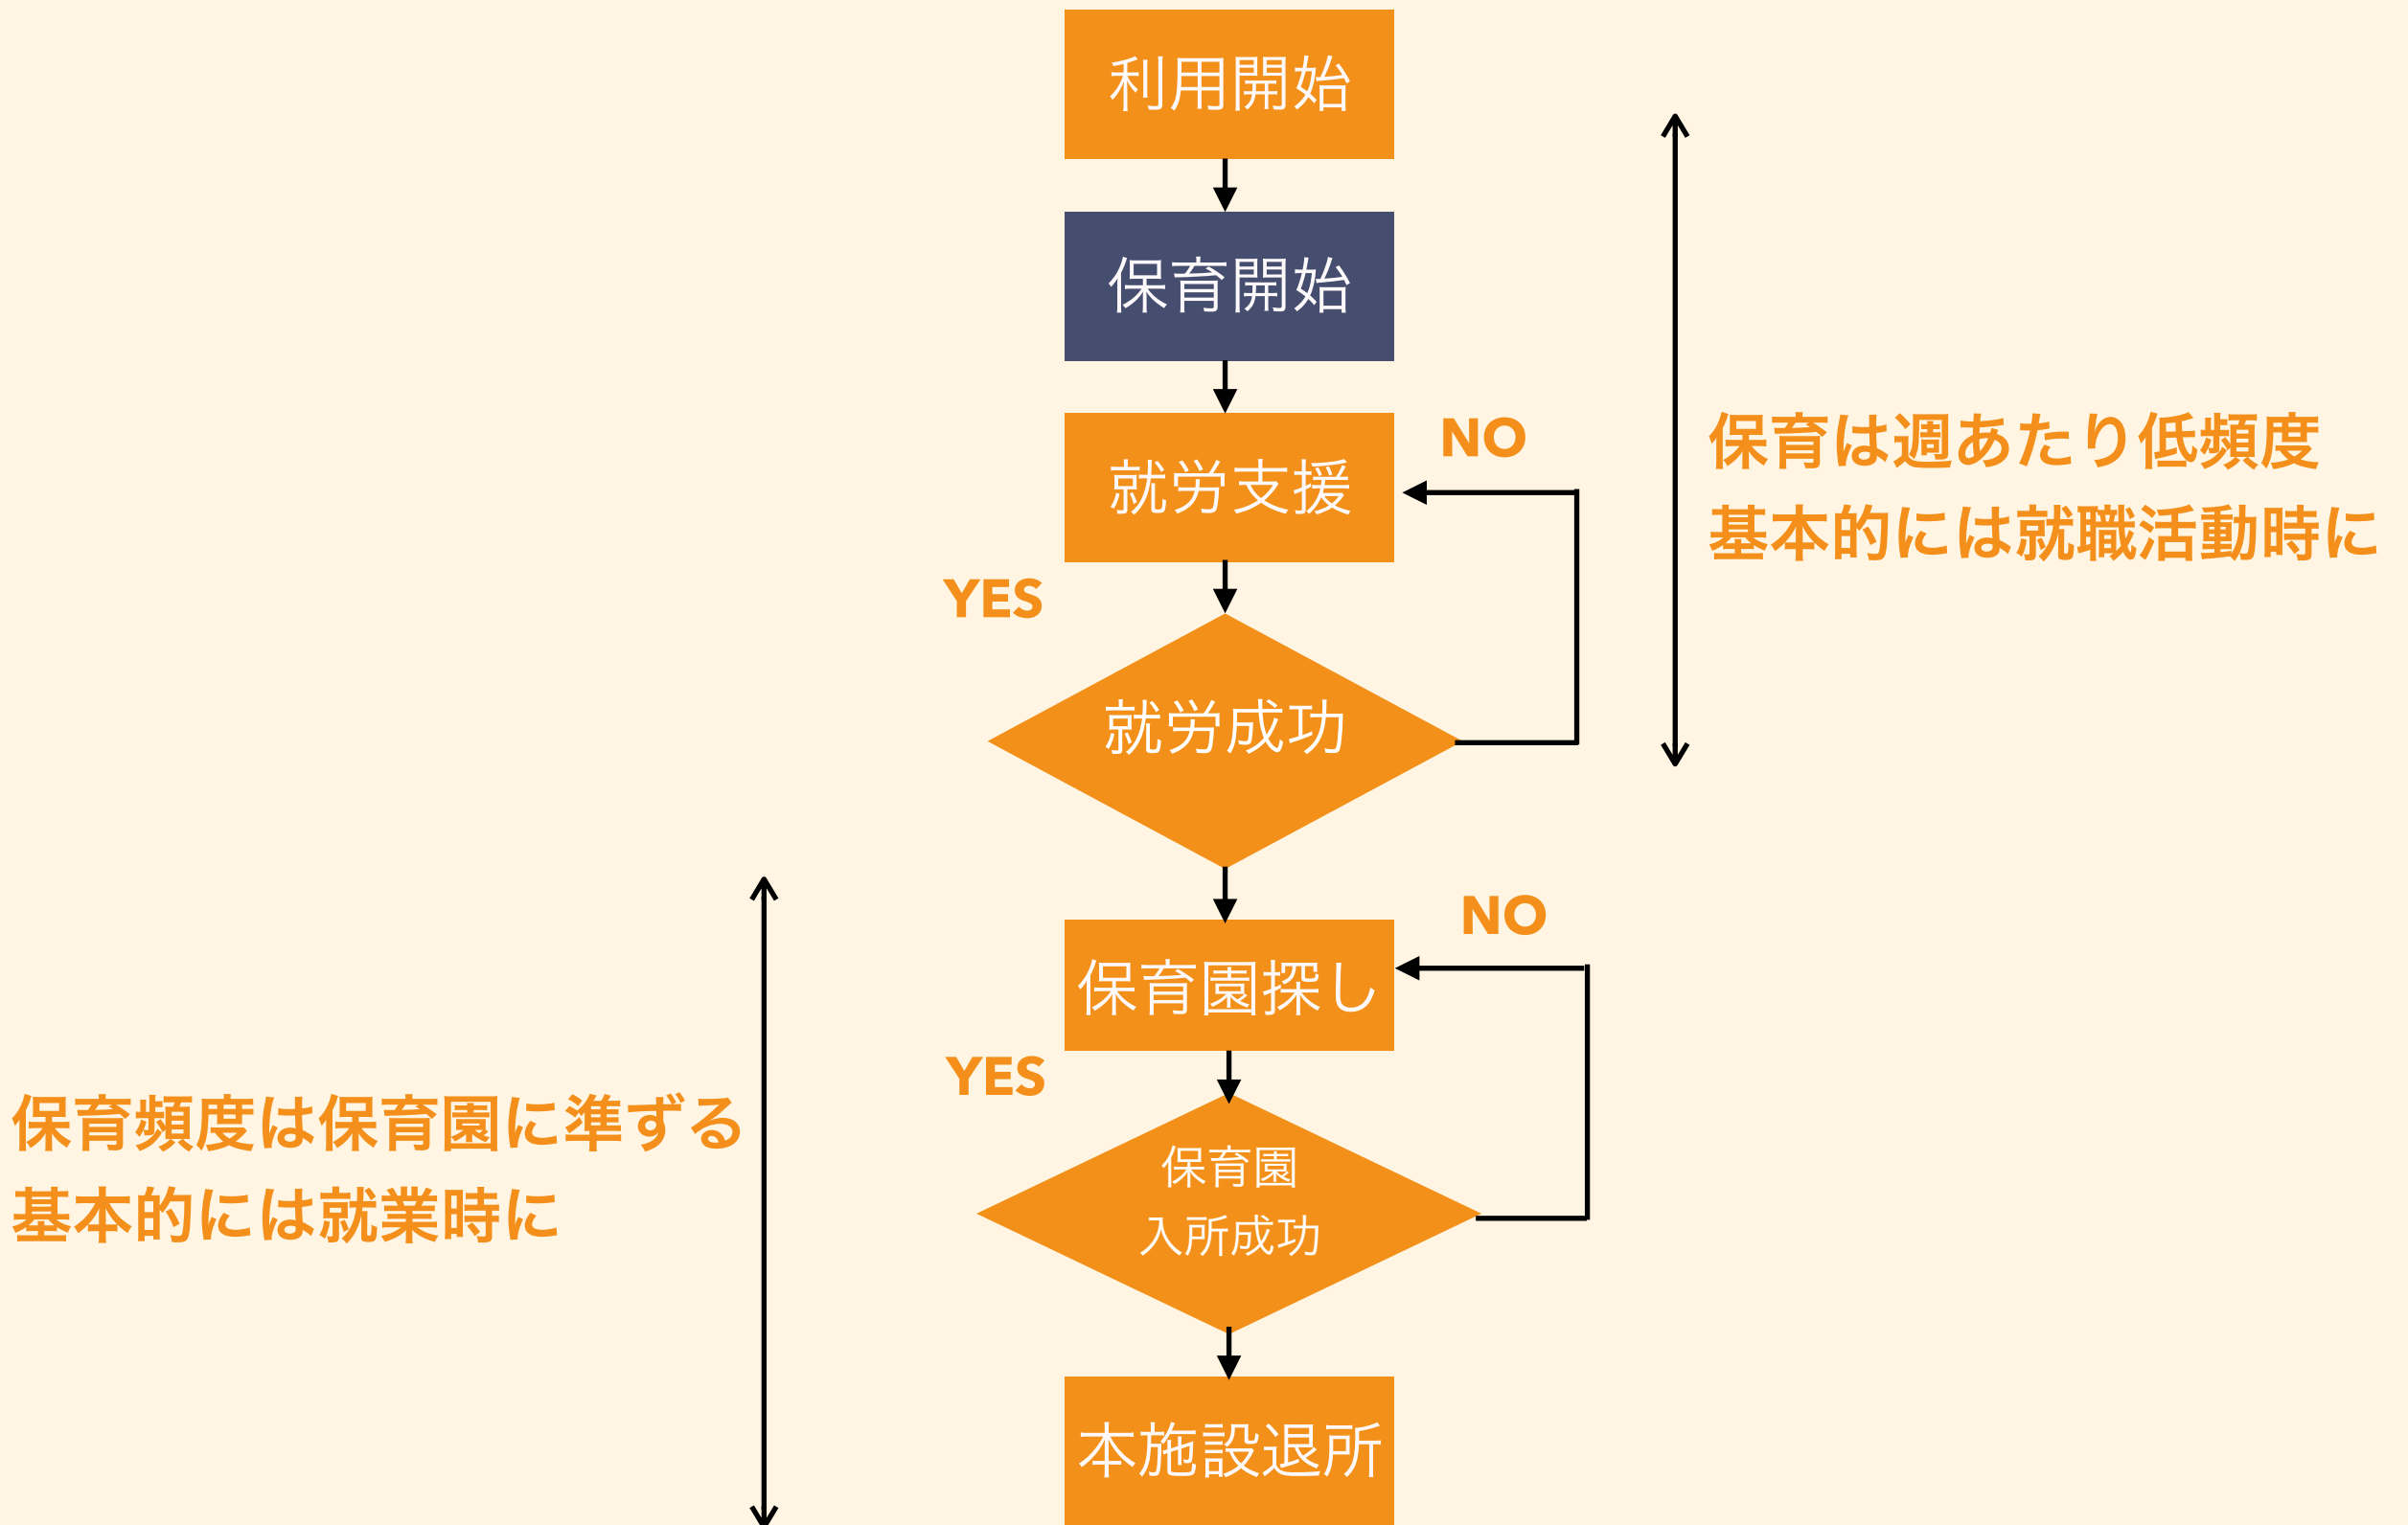 利用開始
保育開始
就労支援
NO
保育は週あたり低頻度
基本的には求職活動時に
YES
就労成功
保育園探し
NO
YES
保育頻度は保育園に準ずる
基本的には就業時に
保育園
入所成功
本施設退所